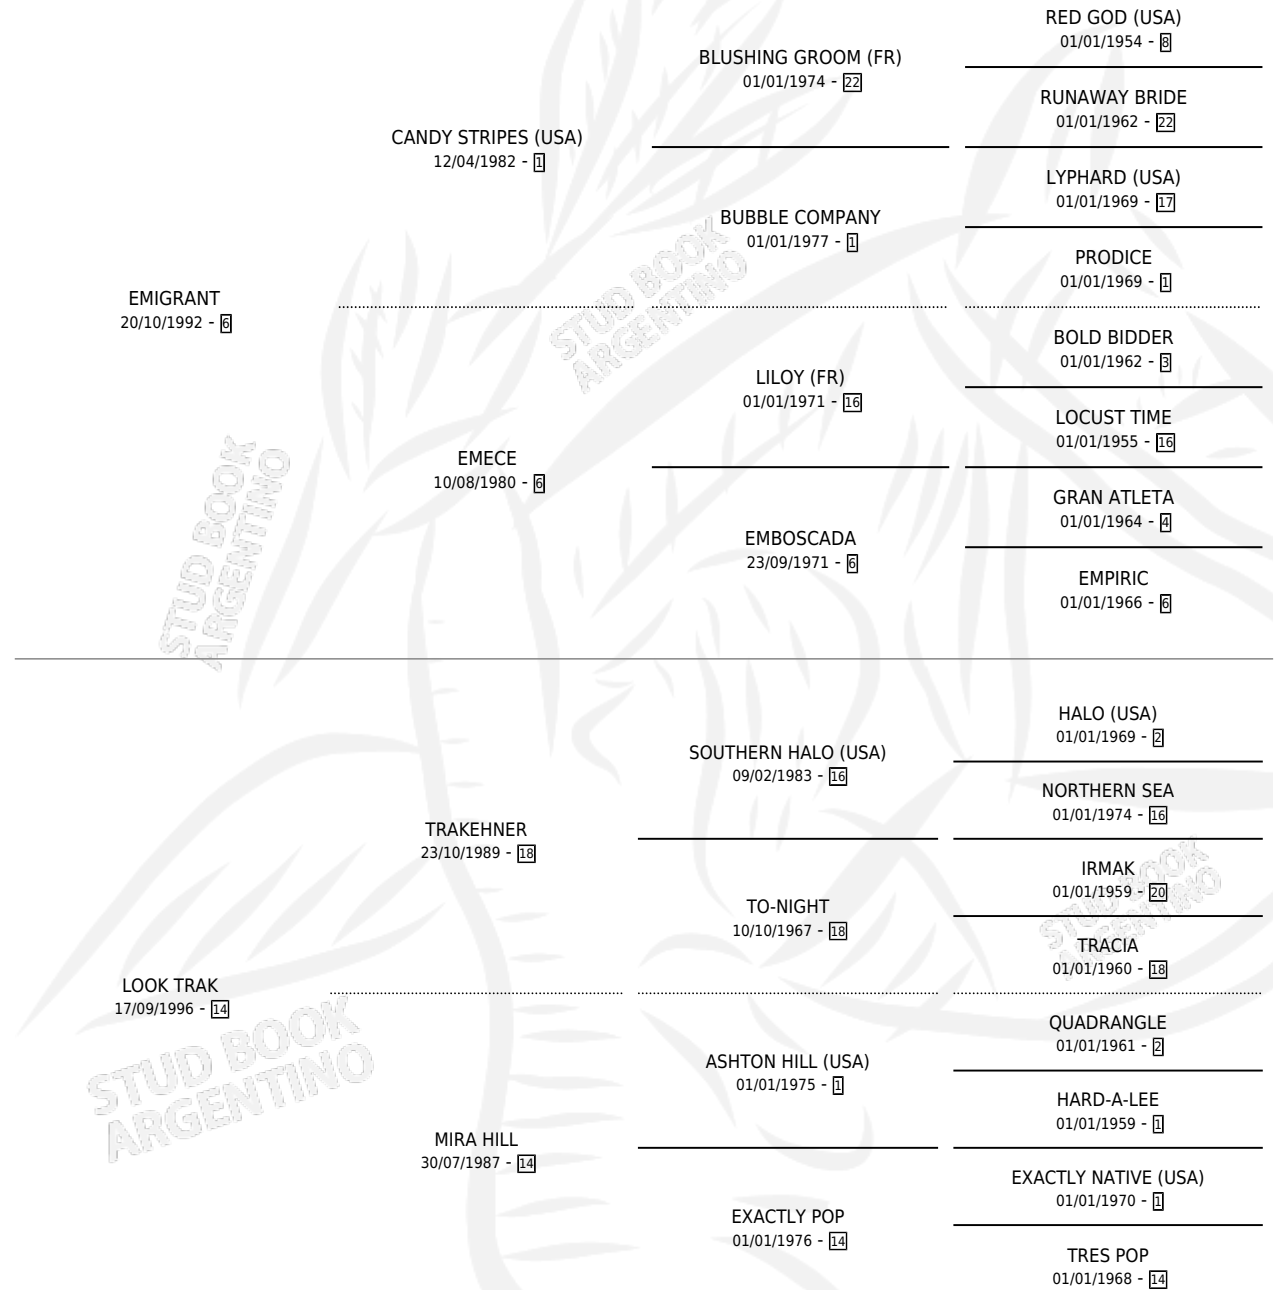 RED GOD (USA)
01/01/1954 - 8
BLUSHING GROOM (FR)
01/01/1974 - 22
RUNAWAY BRIDE
01/01/1962 - 22
CANDY STRIPES (USA)
12/04/1982 - 1
LYPHARD (USA)
01/01/1969 - 17
BUBBLE COMPANY
01/01/1977 - 1
PRODICE
01/01/1969 - 1
EMIGRANT
20/10/1992 - 6
STUD BOOK
ARGENTINO
BOLD BIDDER
01/01/1962 - 3
LILOY (FR)
01/01/1971 - 16
LOCUST TIME
01/01/1955 - 16
EMECE
10/08/1980 - 6
GRAN ATLETA
01/01/1964 - 4
EMBOSCADA
23/09/1971 - 6
EMPIRIC
01/01/1966 - 6
STUD BOOK
ARGENTINO
HALO (USA)
01/01/1969 - 2
SOUTHERN HALO (USA)
09/02/1983 - 16
NORTHERN SEA
01/01/1974 - 16
TRAKEHNER
23/10/1989 - 18
IRMAK
01/01/1959 - 20
TO-NIGHT
10/10/1967 - 18
TRACIA
01/01/1960 - 18
STUD BOOK
ARGENTINO
LOOK TRAK
17/09/1996 - 14
QUADRANGLE
01/01/1961 - 2
ASHTON HILL (USA)
01/01/1975 - 1
HARD-A-LEE
01/01/1959 - 1
STUD BOOK
ARGENTINO
MIRA HILL
30/07/1987 - 14
EXACTLY NATIVE (USA)
01/01/1970 - 1
EXACTLY POP
01/01/1976 - 14
TRES POP
01/01/1968 - 14